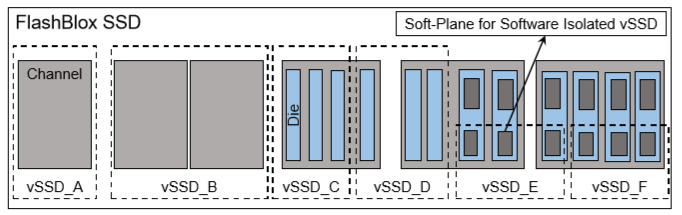 FlashBlox SSD
Soft-Plane for Software Isolated vSSD
Channel
Die
vSSD_A
vSSD_B
vSSD_C
vSSD_D
vSSD_E
vSSD_F